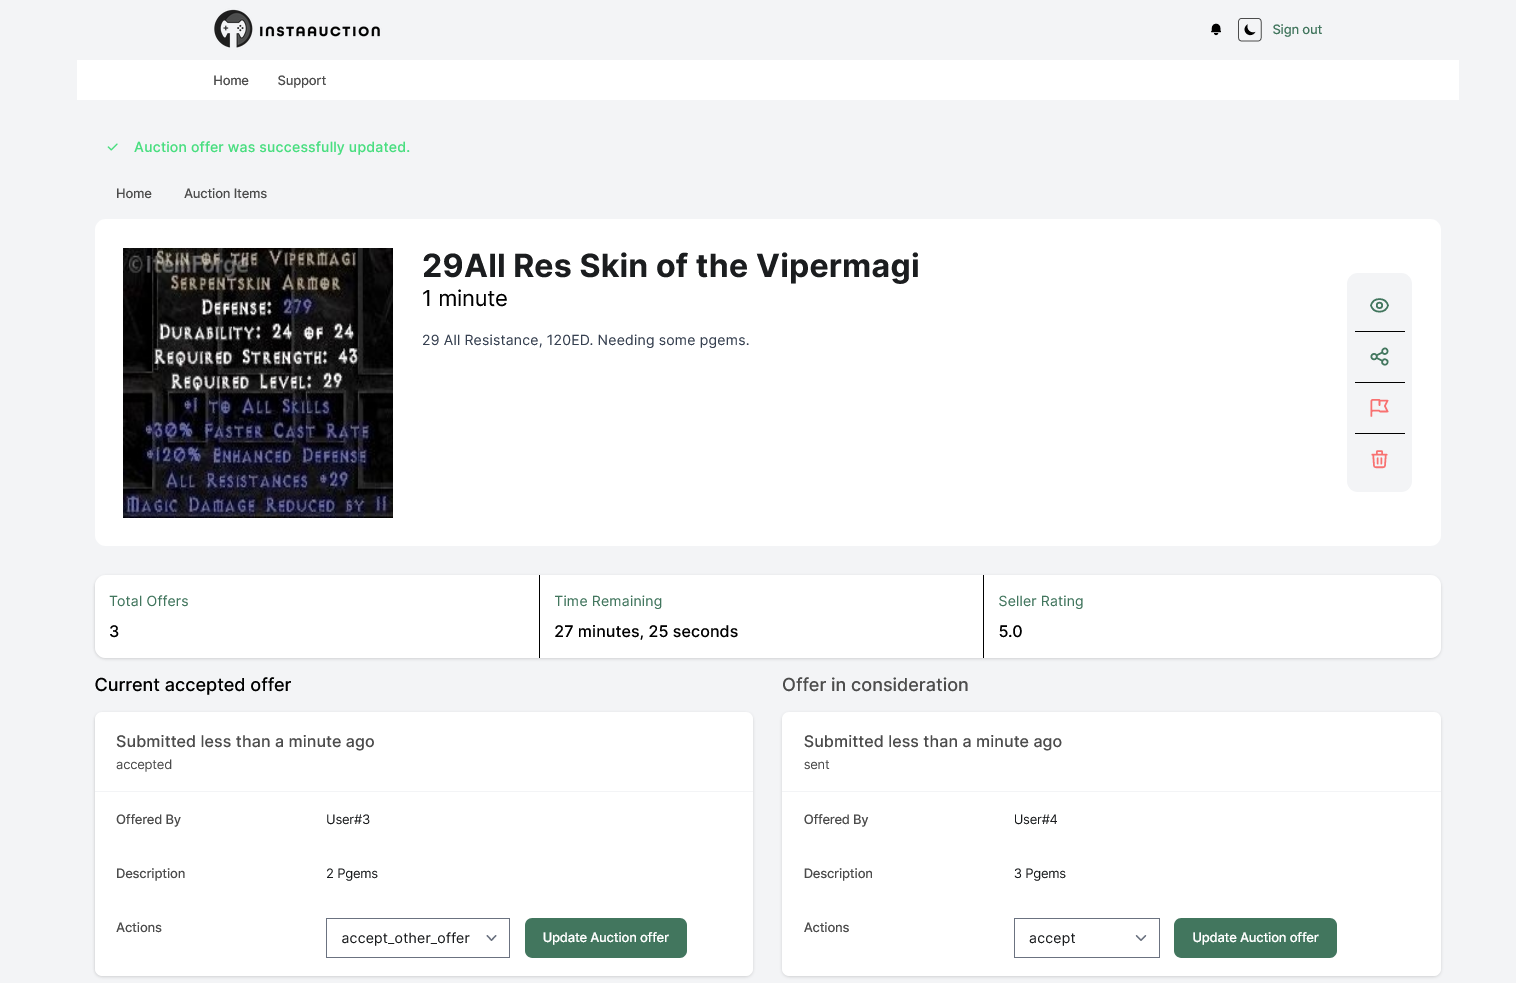 INSTAAUCTION
Sign out
Home Support
Auction offer was successfully updated.
Home Auction Items
©ItemForge
Skin of the Vipermagi
Serpentskin Armor
Defense: 279
Durability: 24 of 24
Required Strength: 43
Required Level: 29
+1 to All Skills
+30% Faster Cast Rate
+120% Enhanced Defense
All Resistances +29
Magic Damage Reduced by 11
29All Res Skin of the Vipermagi
1 minute
29 All Resistance, 120ED. Needing some pgems.
Total Offers
3
Time Remaining
27 minutes, 25 seconds
Seller Rating
5.0
Current accepted offer
Submitted less than a minute ago
accepted
Offered By User#3
Description 2 Pgems
Actions accept_other_offer Update Auction offer
Offer in consideration
Submitted less than a minute ago
sent
Offered By User#4
Description 3 Pgems
Actions accept Update Auction offer